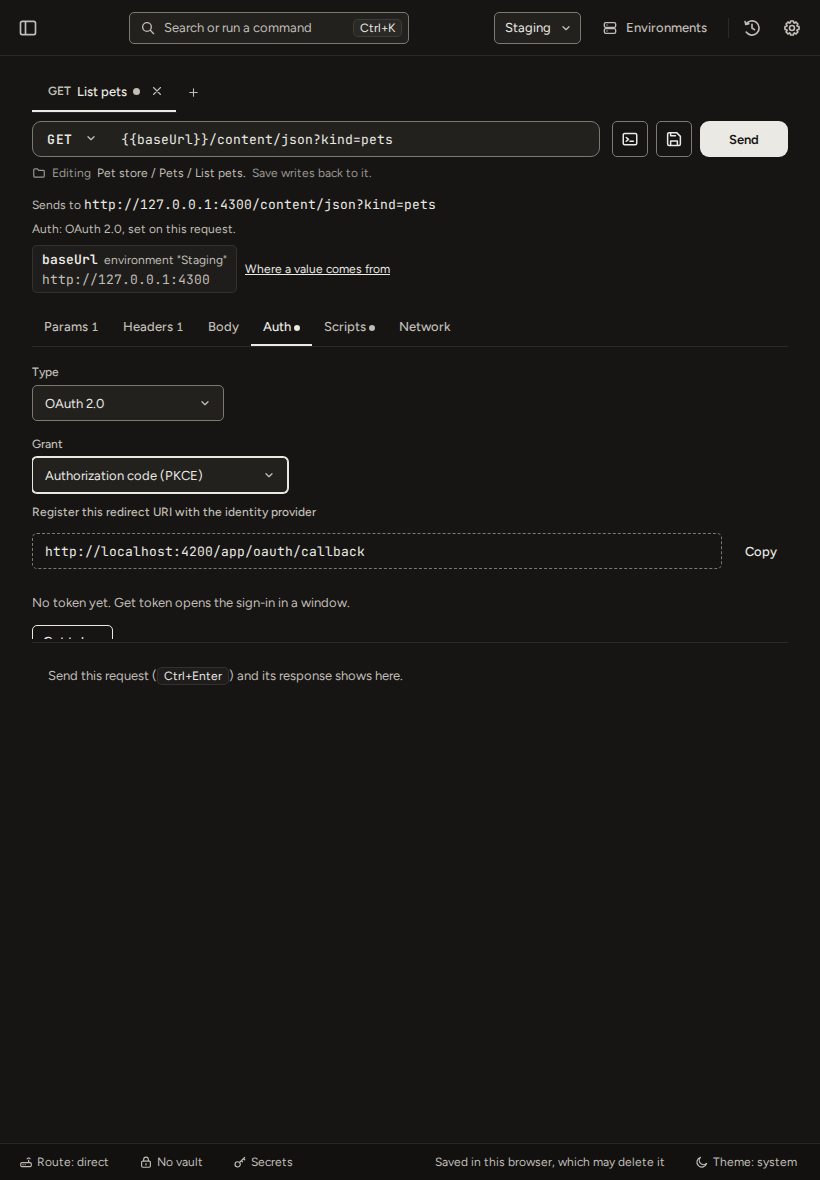 Search or run a command Ctrl+K Staging Environments
GET List pets
GET {{baseUrl}}/content/json?kind=pets Send
Editing Pet store / Pets / List pets. Save writes back to it.
Sends to http://127.0.0.1:4300/content/json?kind=pets
Auth: OAuth 2.0, set on this request.
baseUrl environment "Staging"
http://127.0.0.1:4300
Where a value comes from
Params 1 Headers 1 Body Auth Scripts Network
Type
OAuth 2.0
Grant
Authorization code (PKCE)
Register this redirect URI with the identity provider
http://localhost:4200/app/oauth/callback Copy
No token yet. Get token opens the sign-in in a window.
Send this request (Ctrl+Enter) and its response shows here.
Route: direct No vault Secrets Saved in this browser, which may delete it Theme: system